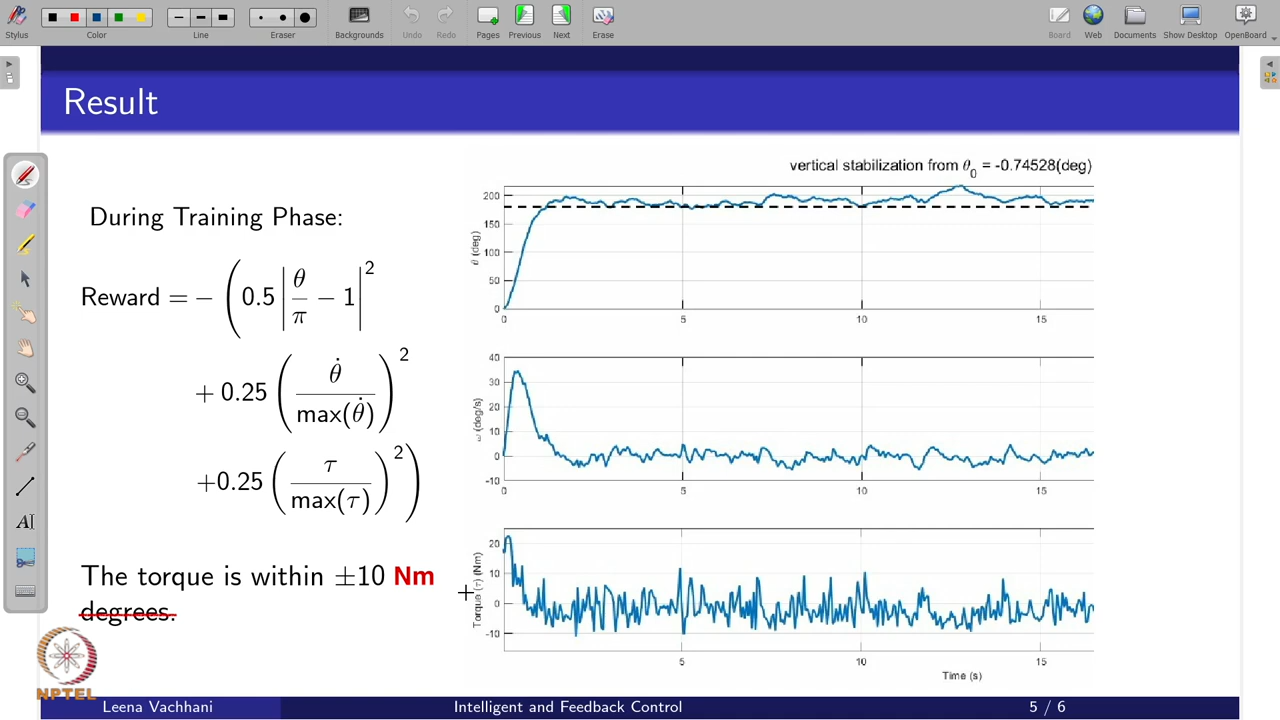 Stylus
Color
Line
Eraser
Backgrounds
Undo
Redo
Pages
Previous
Next
Erase
Board
Web
Documents
Show Desktop
OpenBoard
Result
During Training Phase:
Reward = − ( 0.5 | θ/π − 1 |²
+ 0.25 ( θ̇ / max(θ̇) )²
+0.25 ( τ / max(τ) )² )
The torque is within ±10 Nm
degrees.
vertical stabilization from θ₀ = -0.74528(deg)
θ (deg)
200
150
100
50
0
0 5 10 15
ω (deg/s)
40
30
20
10
0
-10
0 5 10 15
Torque (τ) (Nm)
20
10
0
-10
5 10 15
Time (s)
NPTEL
Leena Vachhani
Intelligent and Feedback Control
5 / 6
AI